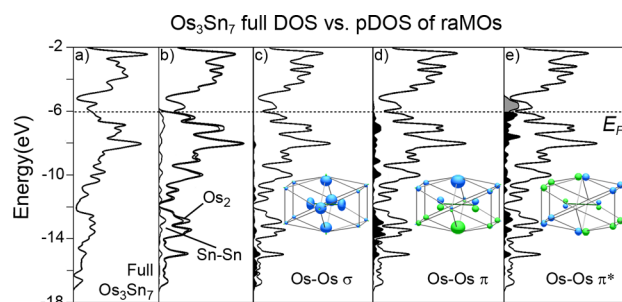 Os₃Sn₇ full DOS vs. pDOS of raMOs
a)
b)
c)
d)
e)
Energy(eV)
-2
-6
-10
-14
-18
E_F
Os₂
Sn-Sn
Full
Os₃Sn₇
Os-Os σ
Os-Os π
Os-Os π*